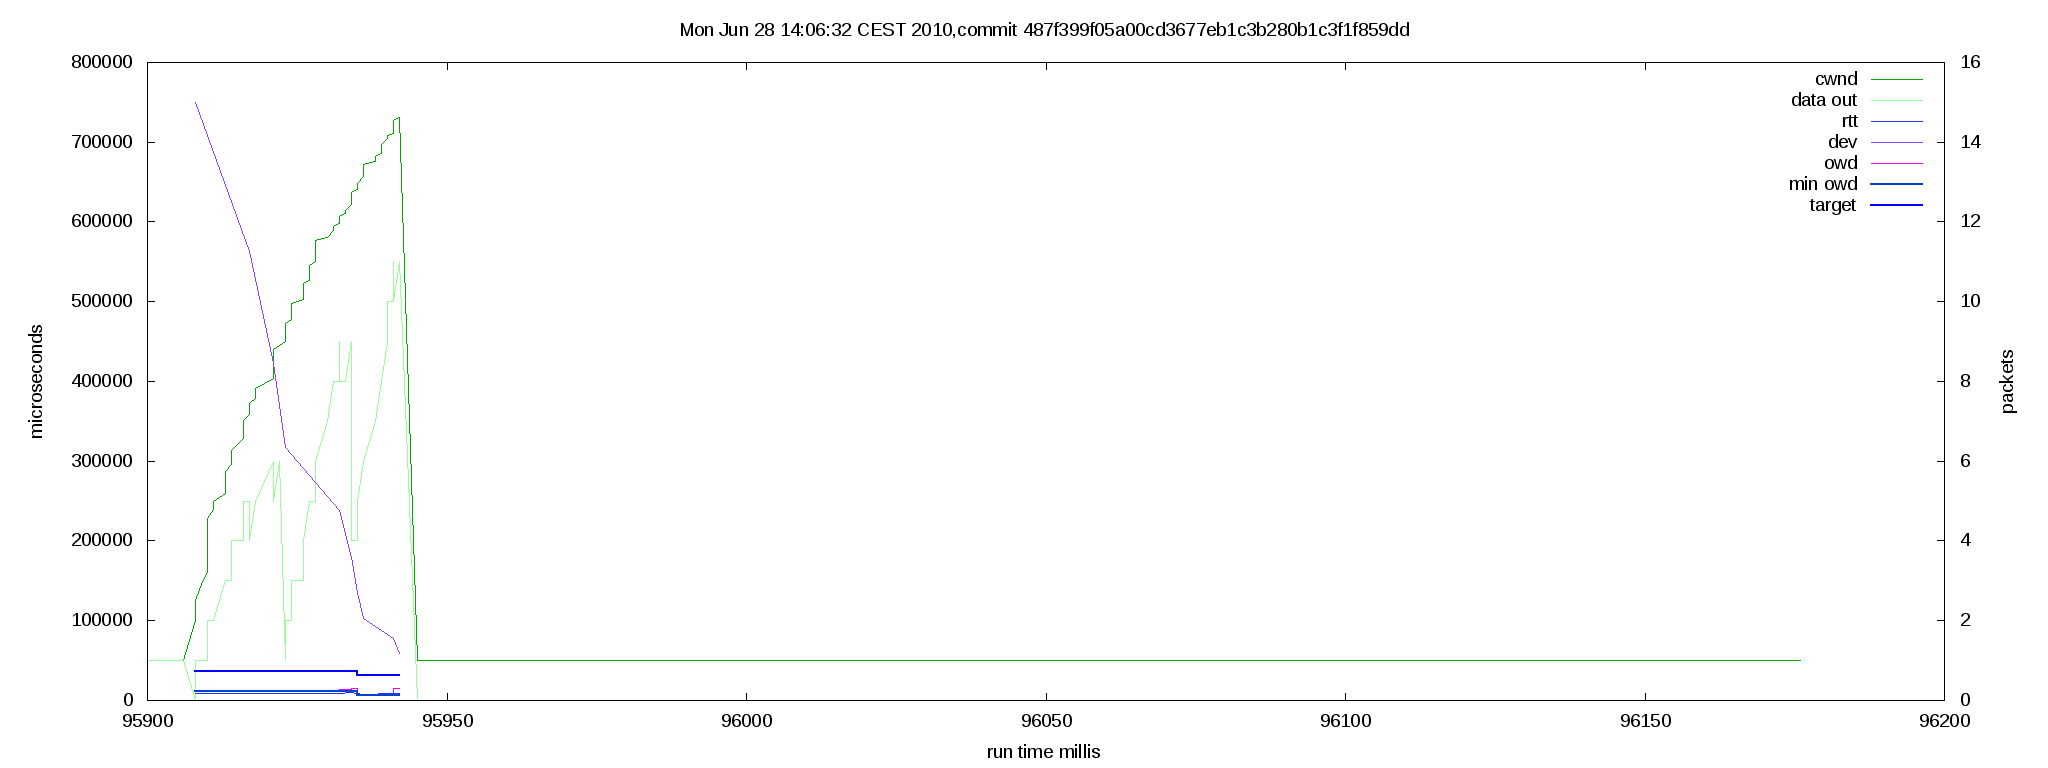 Mon Jun 28 14:06:32 CEST 2010,commit 487f399f05a00cd3677eb1c3b280b1c3f1f859dd
800000
700000
600000
500000
400000
300000
200000
100000
0
microseconds
16
14
12
10
8
6
4
2
0
packets
cwnd
data out
rtt
dev
owd
min owd
target
95900
95950
96000
96050
96100
96150
96200
run time millis